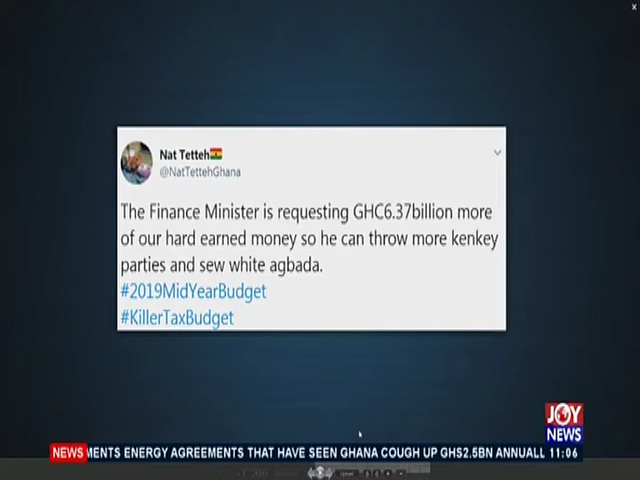 Nat Tetteh
@NatTettehGhana
The Finance Minister is requesting GHC6.37billion more
of our hard earned money so he can throw more kenkey
parties and sew white agbada.
#2019MidYearBudget
#KillerTaxBudget
JOY
NEWS
NEWS MENTS ENERGY AGREEMENTS THAT HAVE SEEN GHANA COUGH UP GHS2.5BN ANNUALL 11:06